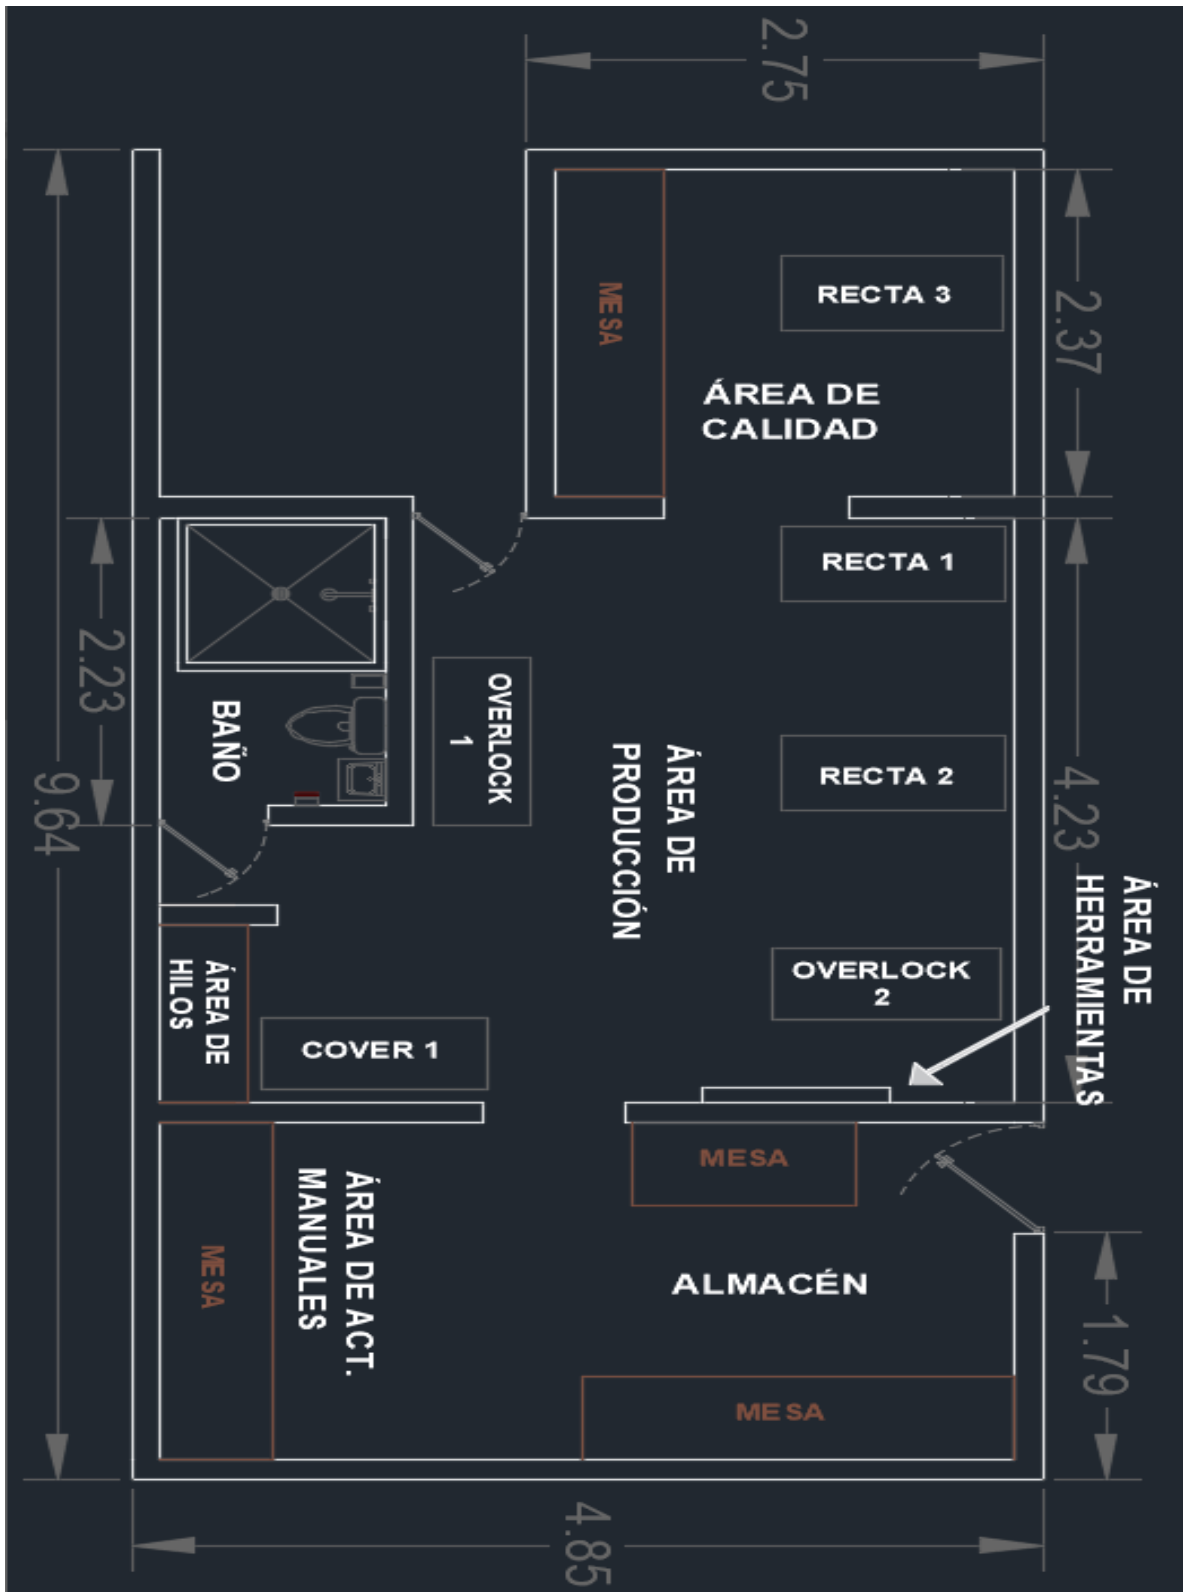 2.75
RECTA 3
MESA
2.37
ÁREA DE
CALIDAD
RECTA 1
2.23
BAÑO
OVERLOCK
1
ÁREA DE
PRODUCCIÓN
RECTA 2
4.23
9.64
ÁREA DE
HERRAMIENTAS
ÁREA DE
HILOS
OVERLOCK
2
COVER 1
MESA
ÁREA DE ACT.
MANUALES
MESA
ALMACÉN
1.79
MESA
4.85